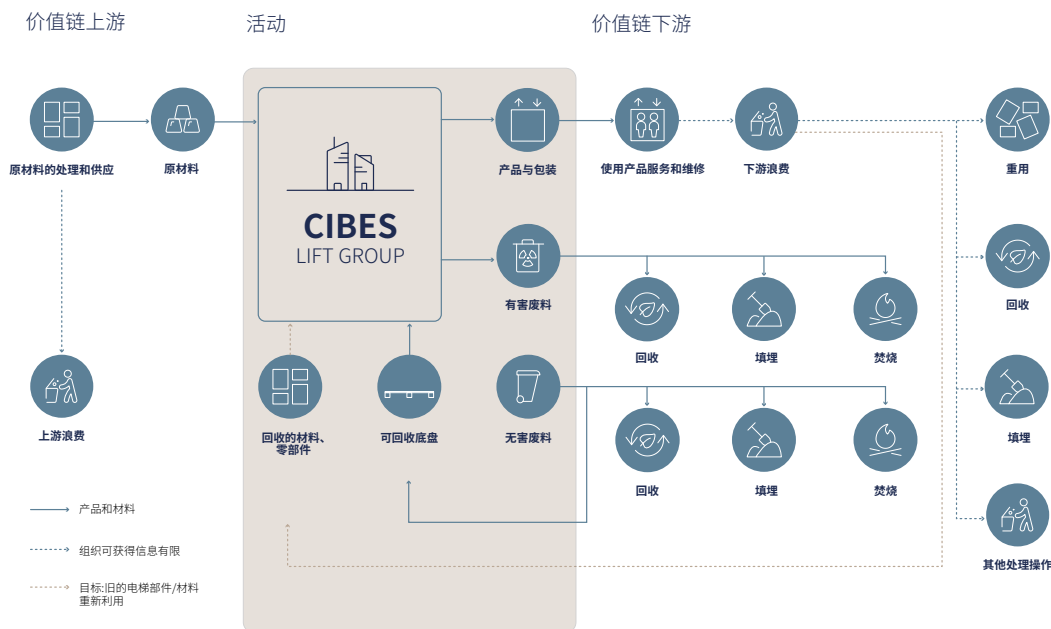 价值链上游
活动
价值链下游
原材料的处理和供应
原材料
产品与包装
使用产品服务和维修
下游浪费
重用
CIBES
LIFT GROUP
有害废料
回收
回收
填埋
焚烧
上游浪费
回收的材料、
零部件
可回收底盘
无害废料
填埋
回收
填埋
焚烧
产品和材料
组织可获得信息有限
其他处理操作
目标:旧的电梯部件/材料
重新利用